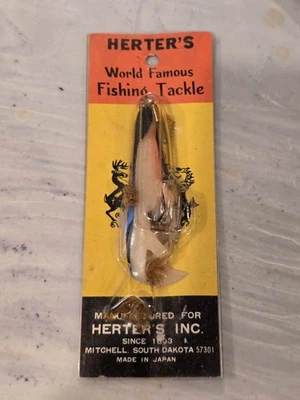 HERTER'S
World Famous
Fishing Tackle
MANUFACTURED FOR
HERTER'S INC.
SINCE 1893
MITCHELL, SOUTH DAKOTA 57301
MADE IN JAPAN